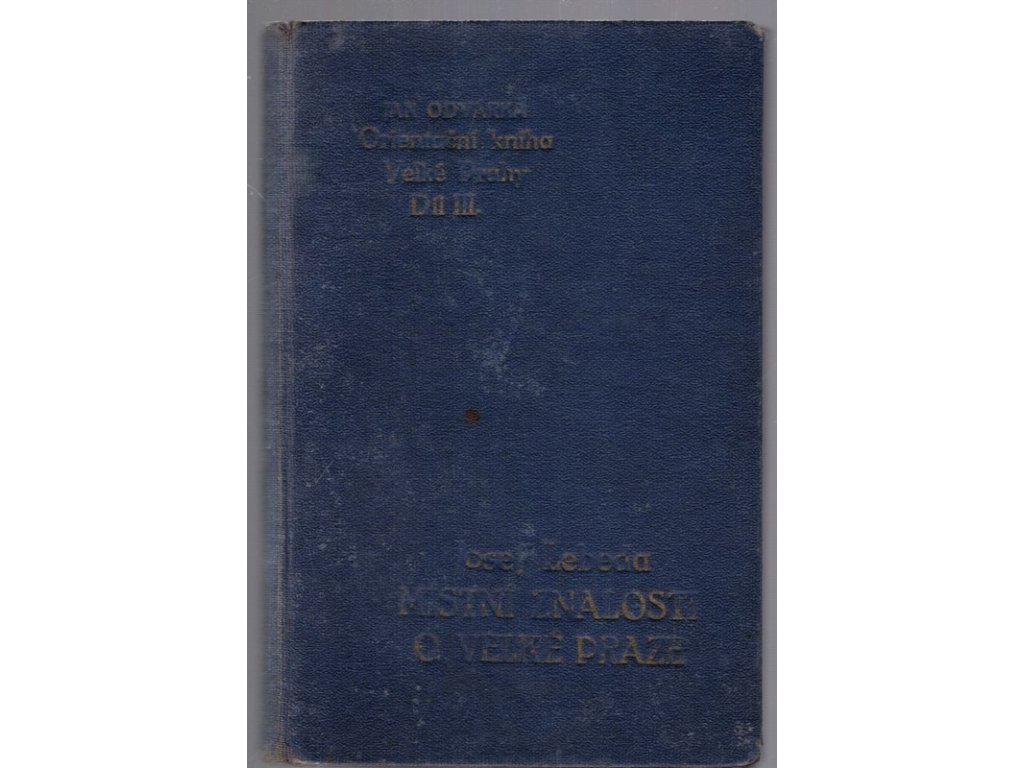 JAN ODVÁRKA
Orientační kniha
Velké Prahy
Díl III.
Josef Lebeda
MÍSTNÍ ZNALOSTI
O VELKÉ PRAZE